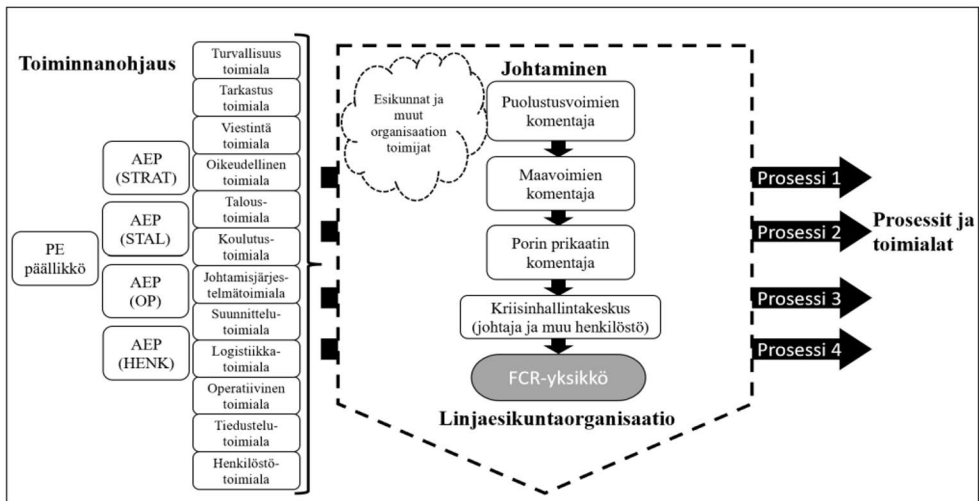 Toiminnanohjaus
PE
päällikkö
AEP
(STRAT)
AEP
(STAL)
AEP
(OP)
AEP
(HENK)
Turvallisuus
toimiala
Tarkastus
toimiala
Viestintä
toimiala
Oikeudellinen
toimiala
Talous-
toimiala
Koulutus-
toimiala
Johtamisjärjes-
telmätoimiala
Suunnittelu-
toimiala
Logistiikka-
toimiala
Operatiivinen
toimiala
Tiedustelu-
toimiala
Henkilöstö-
toimiala
Esikunnat ja
muut
organisaation
toimijat
Johtaminen
Puolustusvoimien
komentaja
Maavoimien
komentaja
Porin prikaatin
komentaja
Kriisinhallintakeskus
(johtaja ja muu henkilöstö)
FCR-yksikkö
Linjaesikuntaorganisaatio
Prosessi 1
Prosessi 2
Prosessi 3
Prosessi 4
Prosessit ja
toimialat